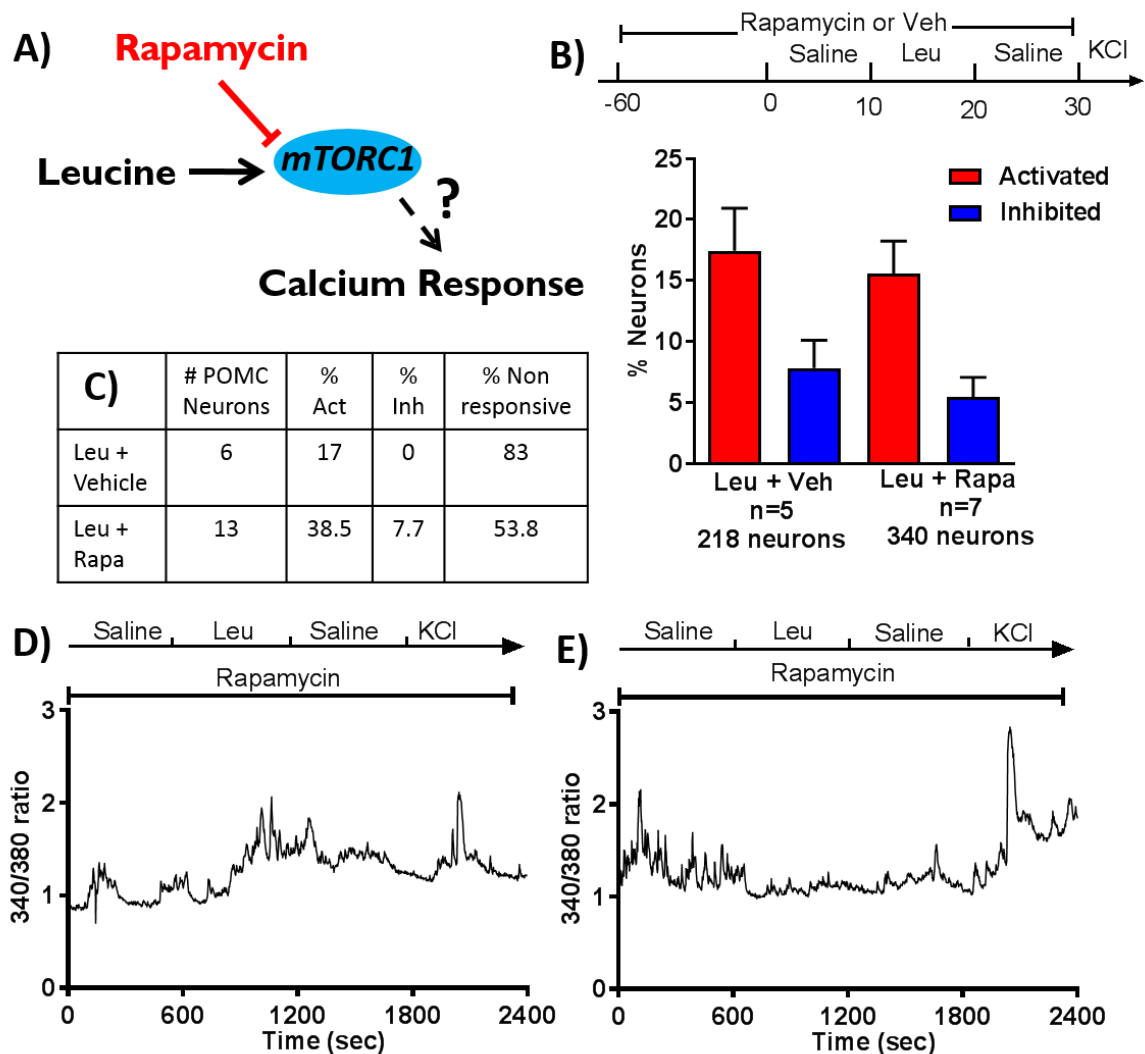 A)
Rapamycin
Leucine
mTORC1
?
Calcium Response
B)
Rapamycin or Veh
Saline Leu Saline KCl
-60 0 10 20 30
% Neurons
25
20
15
10
5
0
Activated
Inhibited
Leu + Veh Leu + Rapa
n=5 n=7
218 neurons 340 neurons
C)
# POMC % % % Non
Neurons Act Inh responsive
Leu + 6 17 0 83
Vehicle
Leu + 13 38.5 7.7 53.8
Rapa
D)
Saline Leu Saline KCl
Rapamycin
340/380 ratio
3
2
1
0
0 600 1200 1800 2400
Time (sec)
E)
Saline Leu Saline KCl
Rapamycin
340/380 ratio
3
2
1
0
0 600 1200 1800 2400
Time (sec)